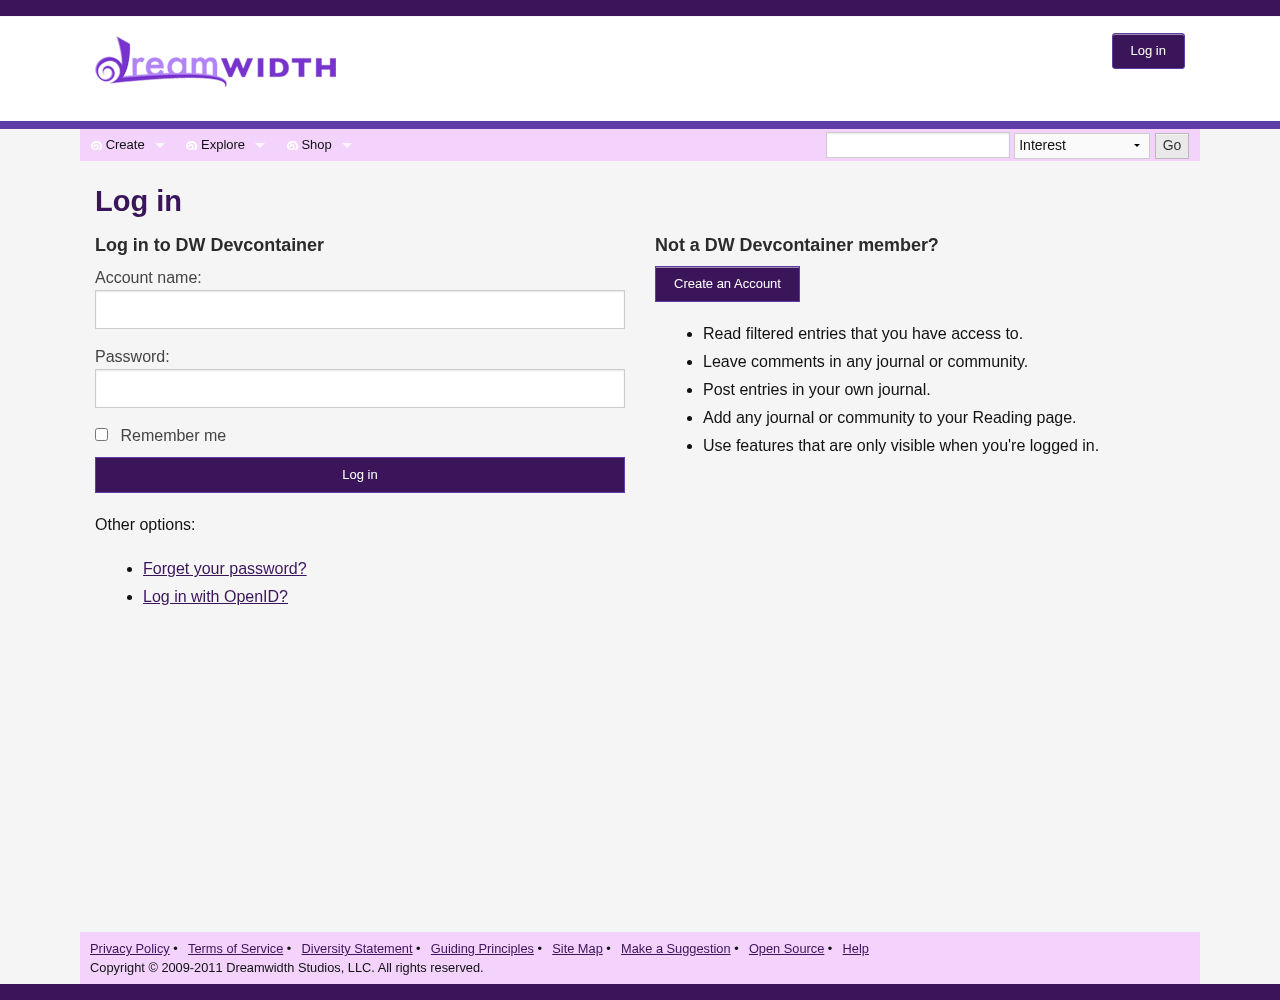 dreamWIDTH
Log in
Create Explore Shop Interest Go
Log in
Log in to DW Devcontainer
Account name:
Password:
Remember me
Log in
Other options:
Forget your password?
Log in with OpenID?
Not a DW Devcontainer member?
Create an Account
Read filtered entries that you have access to.
Leave comments in any journal or community.
Post entries in your own journal.
Add any journal or community to your Reading page.
Use features that are only visible when you're logged in.
Privacy Policy • Terms of Service • Diversity Statement • Guiding Principles • Site Map • Make a Suggestion • Open Source • Help
Copyright © 2009-2011 Dreamwidth Studios, LLC. All rights reserved.